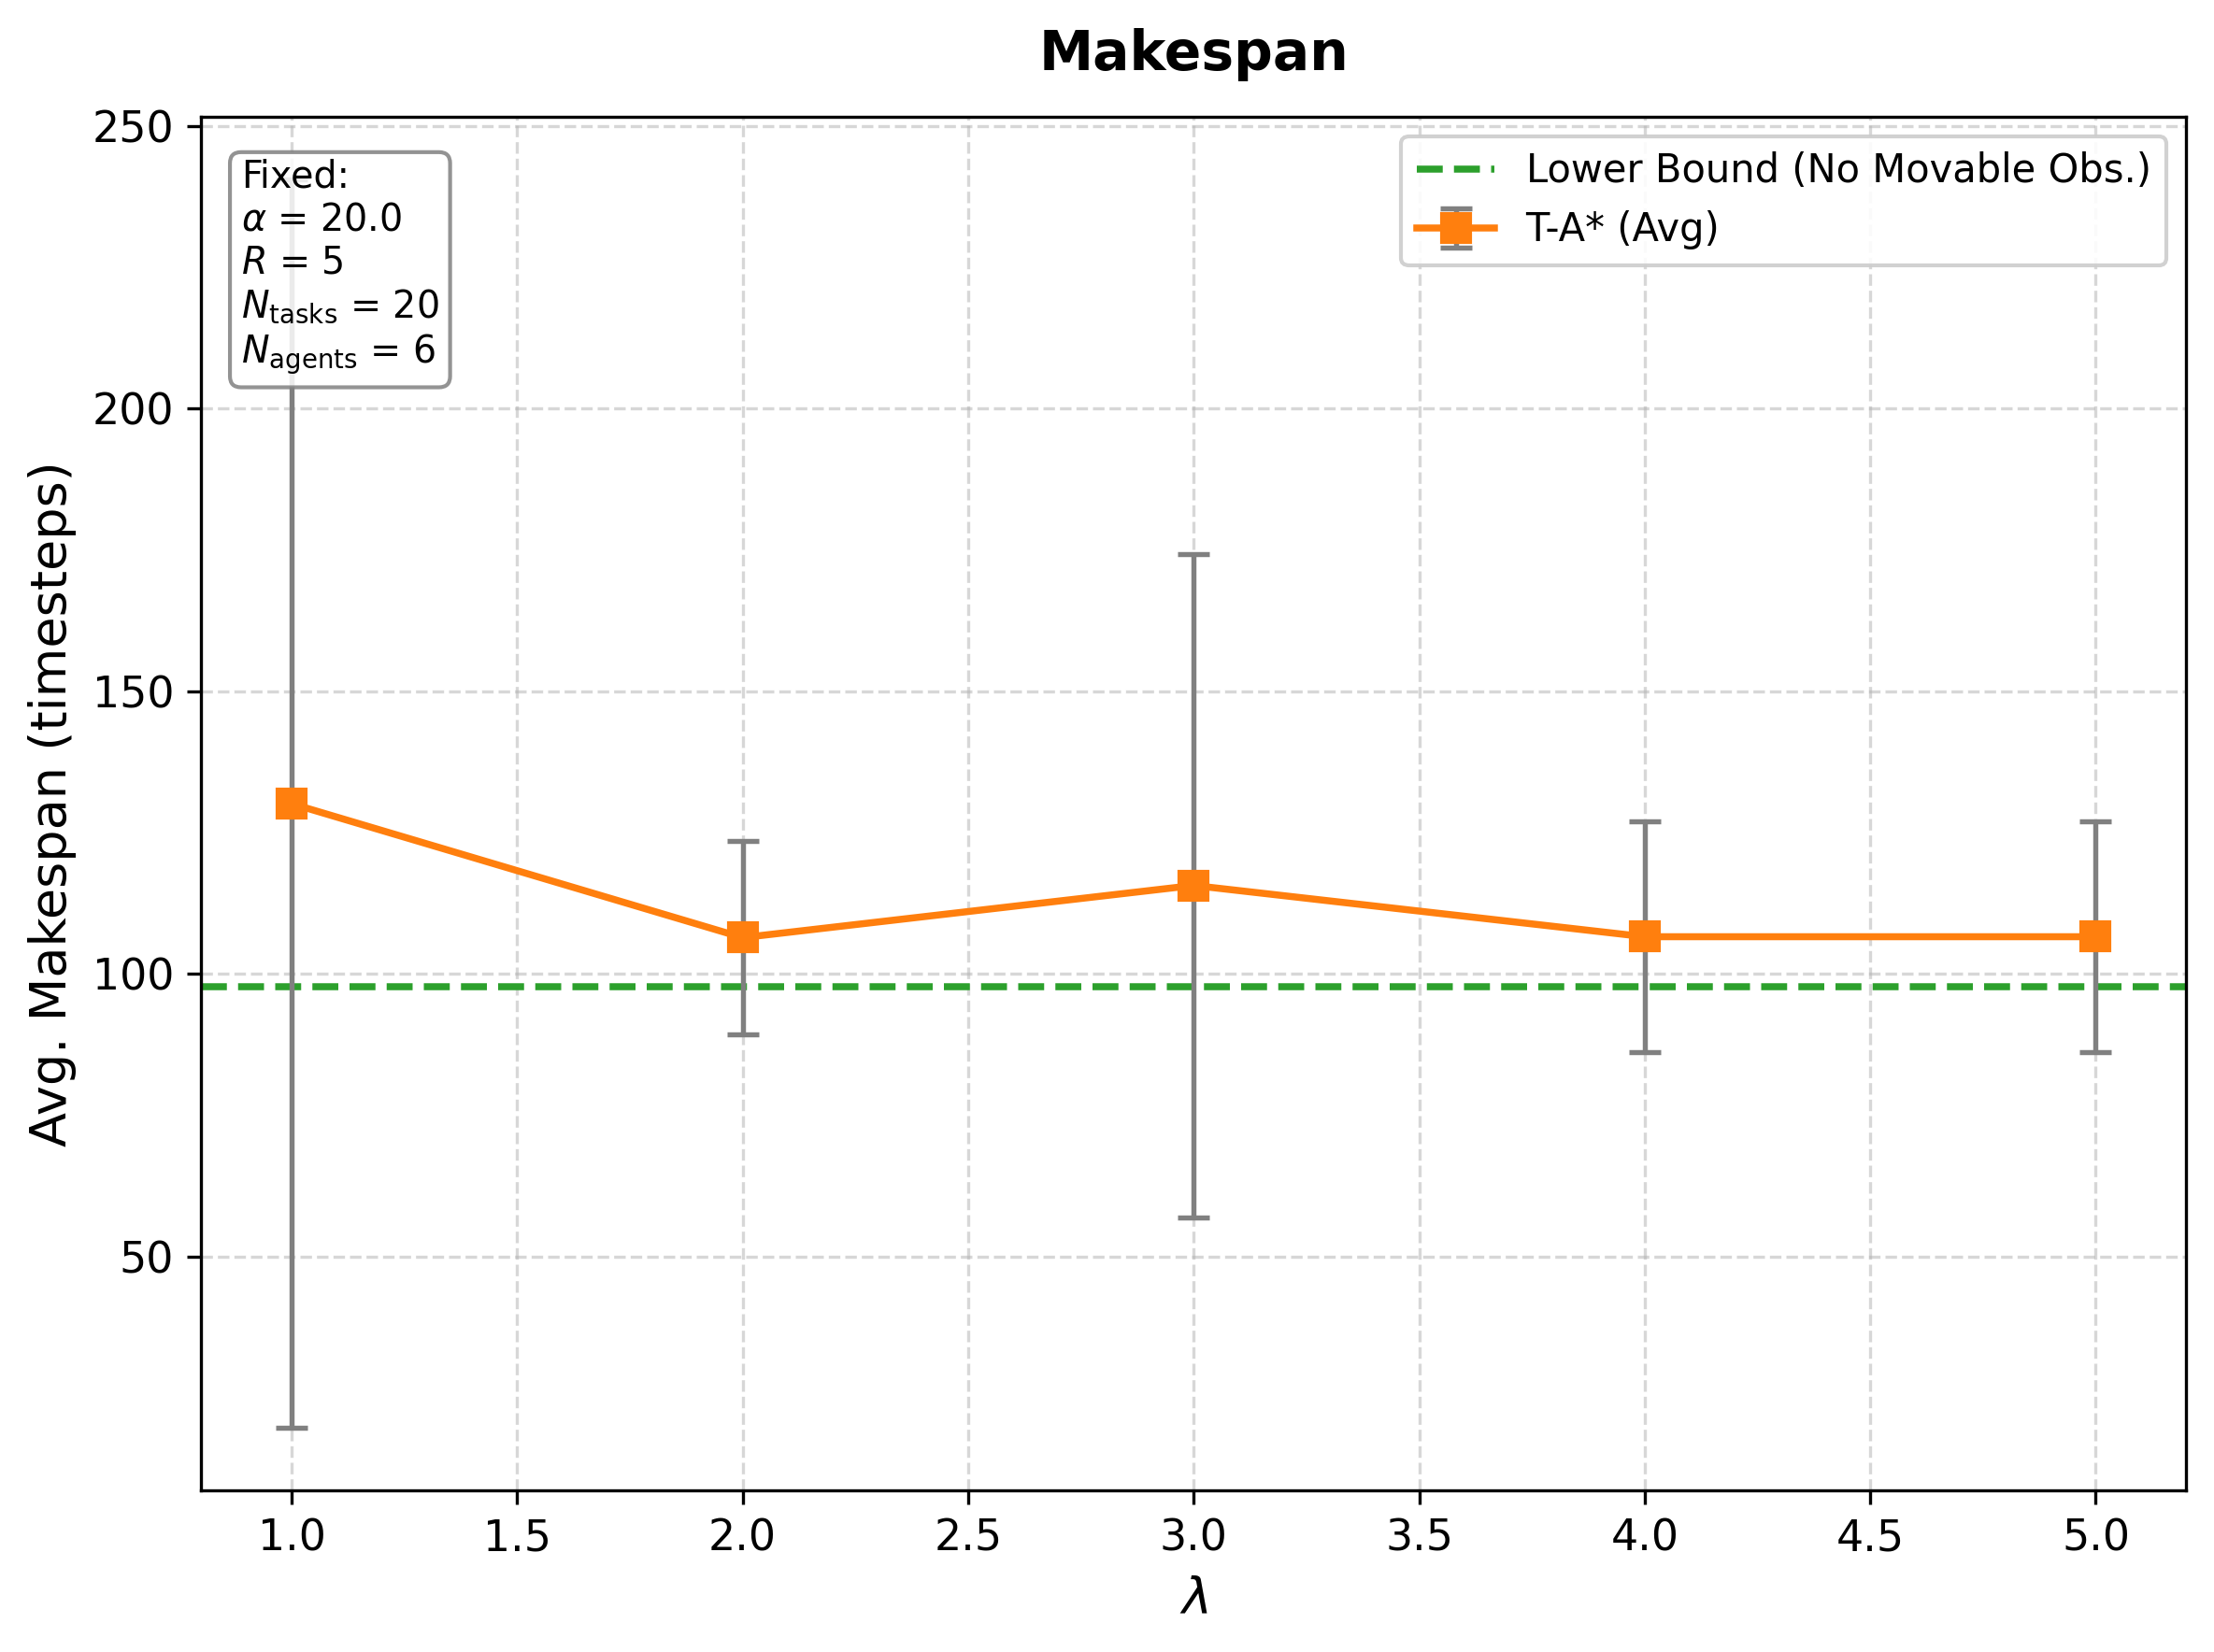 Makespan
250
200
150
100
50
Avg. Makespan (timesteps)
Fixed:
α = 20.0
R = 5
N_tasks = 20
N_agents = 6
Lower Bound (No Movable Obs.)
T-A* (Avg)
1.0 1.5 2.0 2.5 3.0 3.5 4.0 4.5 5.0
λ